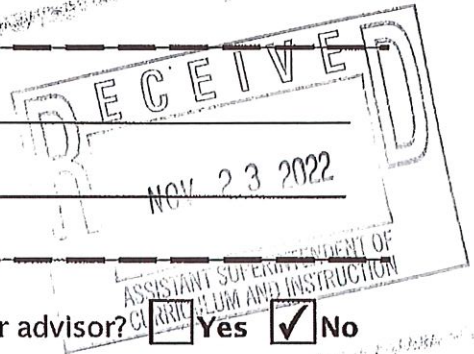 RECEIVED
NOV 23 2022
ASSISTANT SUPERINTENDENT OF
CURRICULUM AND INSTRUCTION
r advisor? Yes ✓ No